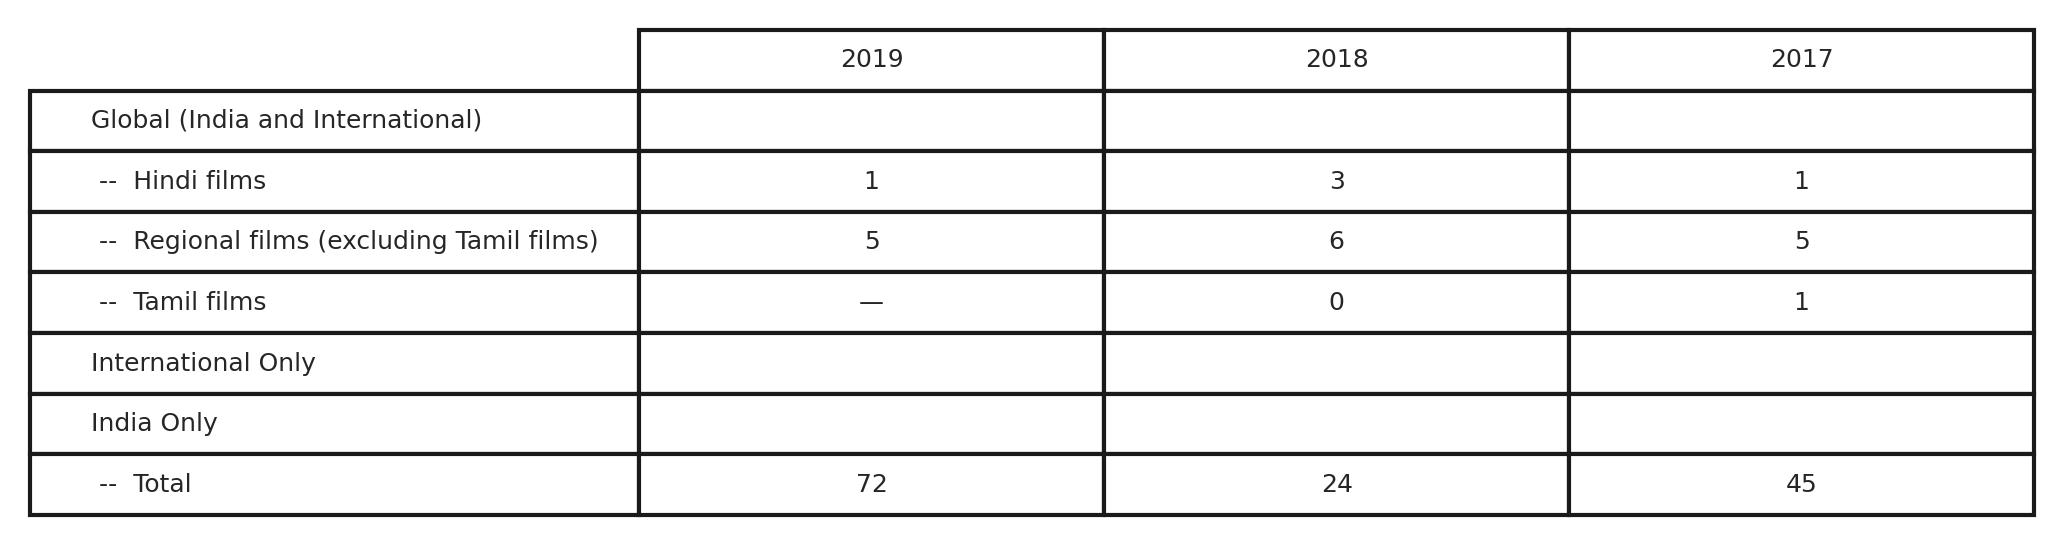 2019 2018 2017
Global (India and International)
-- Hindi films 1 3 1
-- Regional films (excluding Tamil films) 5 6 5
-- Tamil films — 0 1
International Only
India Only
-- Total 72 24 45